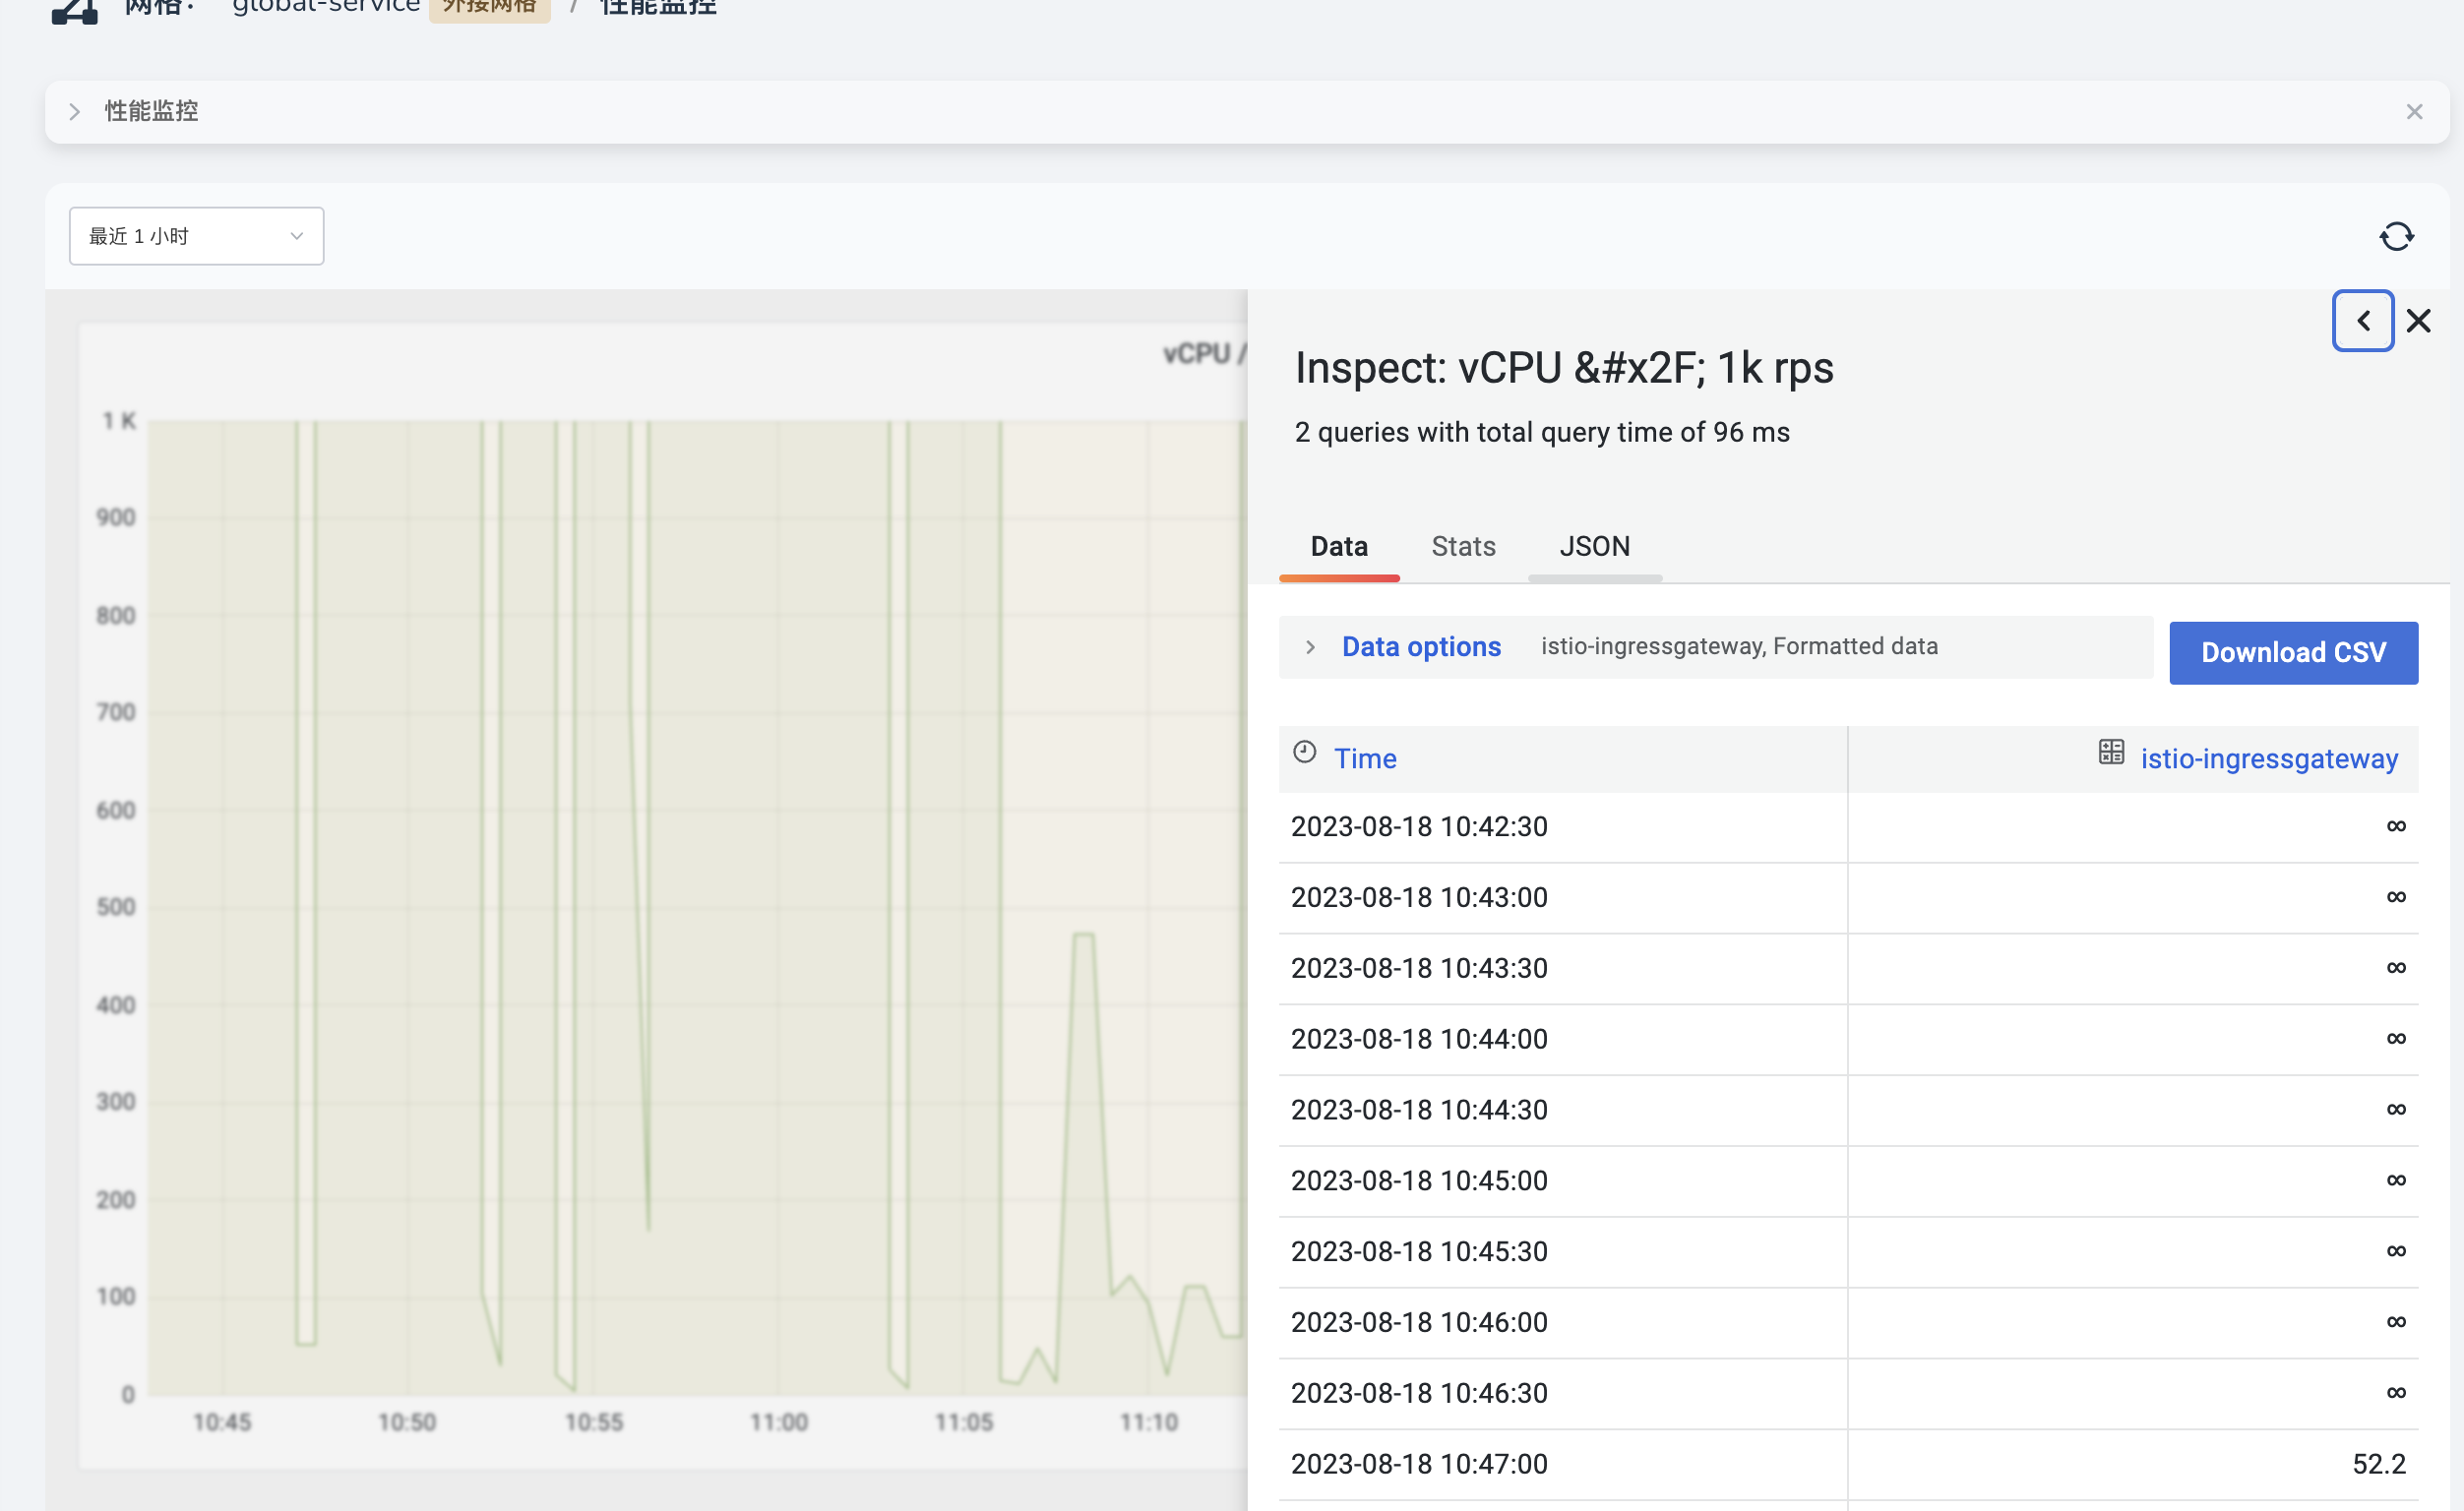 网格： global-service 外接网格 / 性能监控
性能监控
最近 1 小时
vCPU /
1 K
900
800
700
600
500
400
300
200
100
0
10:45 10:50 10:55 11:00 11:05 11:10
Inspect: vCPU &#x2F; 1k rps
2 queries with total query time of 96 ms
Data Stats JSON
Data options istio-ingressgateway, Formatted data
Download CSV
Time istio-ingressgateway
2023-08-18 10:42:30 ∞
2023-08-18 10:43:00 ∞
2023-08-18 10:43:30 ∞
2023-08-18 10:44:00 ∞
2023-08-18 10:44:30 ∞
2023-08-18 10:45:00 ∞
2023-08-18 10:45:30 ∞
2023-08-18 10:46:00 ∞
2023-08-18 10:46:30 ∞
2023-08-18 10:47:00 52.2